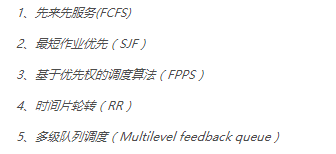 1、先来先服务(FCFS)
2、最短作业优先（SJF）
3、基于优先权的调度算法（FPPS）
4、时间片轮转（RR）
5、多级队列调度（Multilevel feedback queue）